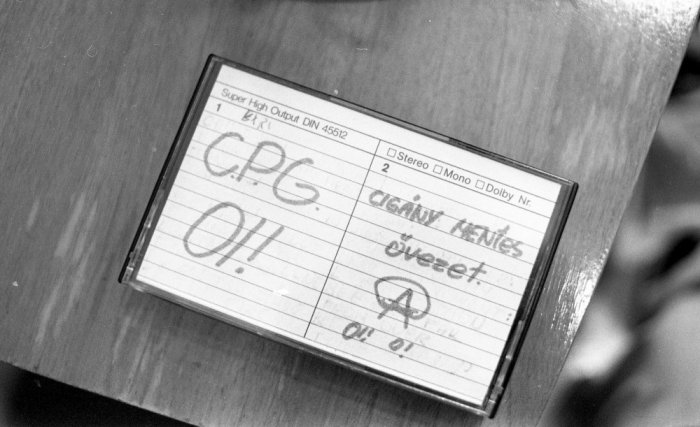 Super High Output DIN 45512
1
C.P.G.
OI!
□ Stereo □ Mono □ Dolby Nr.
2
CIGÁNY MENTES
övezet.
A
OI! OI!